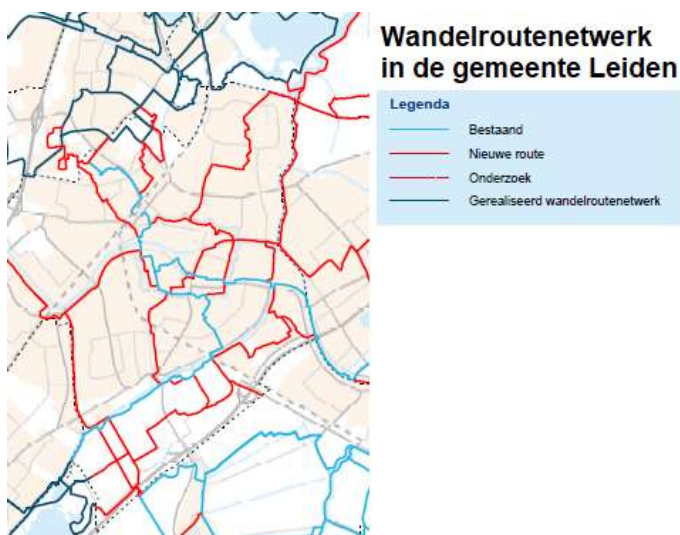 Wandelroutenetwerk
in de gemeente Leiden
Legenda
Bestaand
Nieuwe route
Onderzoek
Gerealiseerd wandelroutenetwerk